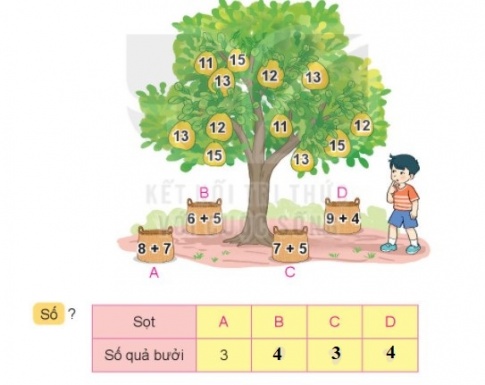 11 15
13 12 13
13 12 11 12
15 13 15
KẾT NỐI TRI THỨC
VỚI CUỘC SỐNG
B D
6 + 5 9 + 4
8 + 7 7 + 5
A C
Số ?
Sọt A B C D
Số quả bưởi 3 4 3 4